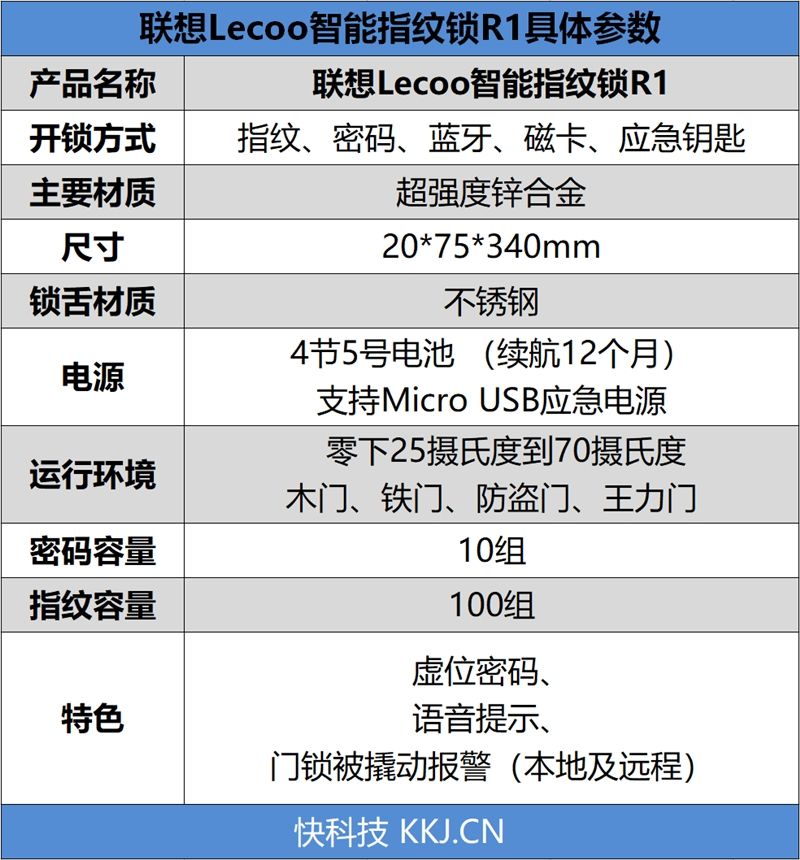 联想Lecoo智能指纹锁R1具体参数
产品名称 联想Lecoo智能指纹锁R1
开锁方式 指纹、密码、蓝牙、磁卡、应急钥匙
主要材质 超强度锌合金
尺寸 20*75*340mm
锁舌材质 不锈钢
电源 4节5号电池 （续航12个月）
支持Micro USB应急电源
运行环境 零下25摄氏度到70摄氏度
木门、铁门、防盗门、王力门
密码容量 10组
指纹容量 100组
特色 虚位密码、
语音提示、
门锁被撬动报警（本地及远程）
快科技 KKJ.CN